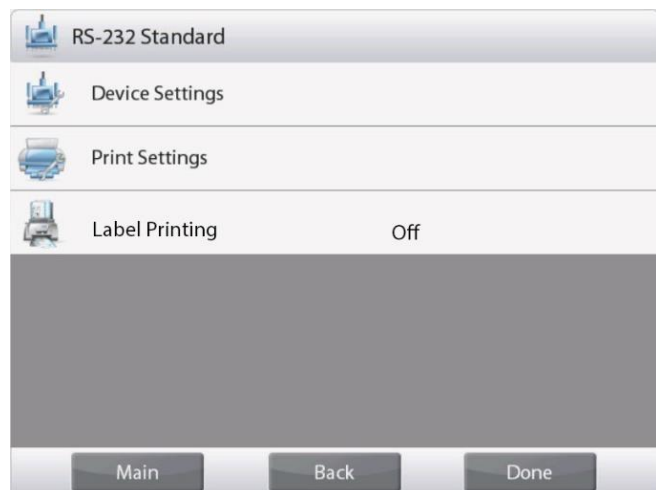 RS-232 Standard
Device Settings
Print Settings
Label Printing Off
Main Back Done